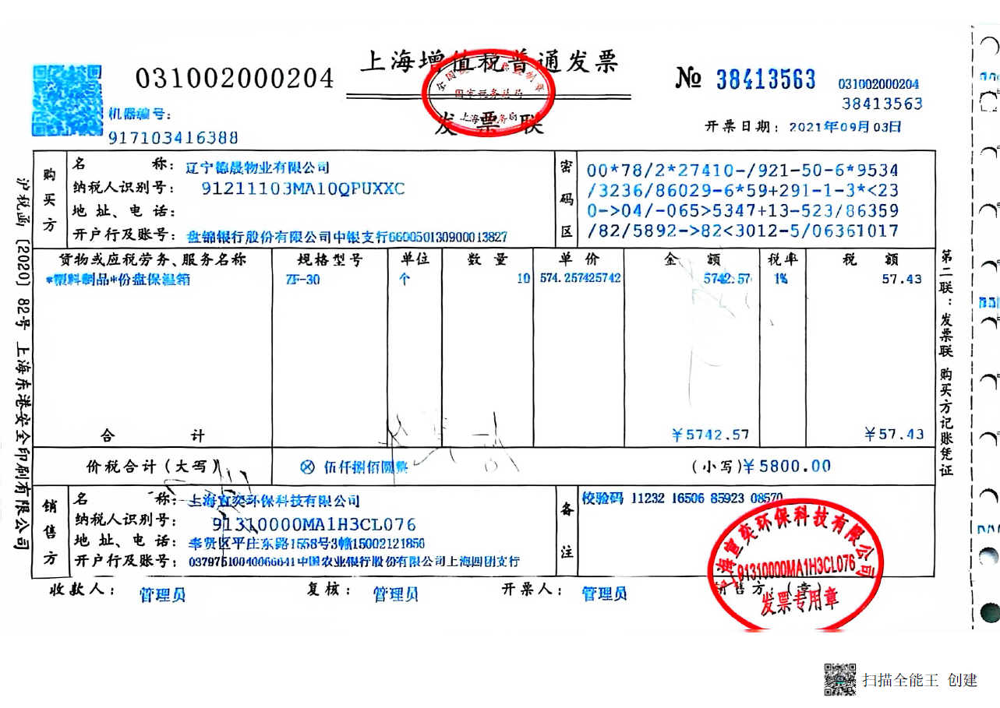 上海增值税普通发票
发票联
031002000204
№ 38413563
031002000204
38413563
机器编号:
917103416388
开票日期: 2021年09月03日
国家税务总局
购买方
名 称: 辽宁德晟物业有限公司
纳税人识别号: 91211103MA10QPUXXC
地 址、电 话:
开户行及账号: 盘锦银行股份有限公司中银支行660050130900013827
密码区
00*78/2*27410-/921-50-6*9534
/3236/86029-6*59+291-1-3*<23
0->04/-065>5347+13-523/86359
/82/5892->82<3012-5/06361017
货物或应税劳务、服务名称 规格型号 单位 数 量 单 价 金 额 税率 税 额
*塑料制品*份盘保温箱 ZF-30 个 10 574.257425742 5742.57 1% 57.43
合 计 ¥5742.57 ¥57.43
价税合计(大写) ⊗ 伍仟捌佰圆整 (小写)¥5800.00
销售方
名 称: 上海宜奕环保科技有限公司
纳税人识别号: 91310000MA1H3CL076
地 址、电 话: 奉贤区平庄东路1558号3幢15002121850
开户行及账号: 03797510040066641中国农业银行股份有限公司上海四团支行
备注
校验码 11232 16506 85923 08570
收款人: 管理员 复核: 管理员 开票人: 管理员 销售方:(章)
上海宜奕环保科技有限公司
91310000MA1H3CL076
发票专用章
沪税函〔2020〕82号 上海东港安全印刷有限公司
第二联:发票联 购买方记账凭证
扫描全能王 创建